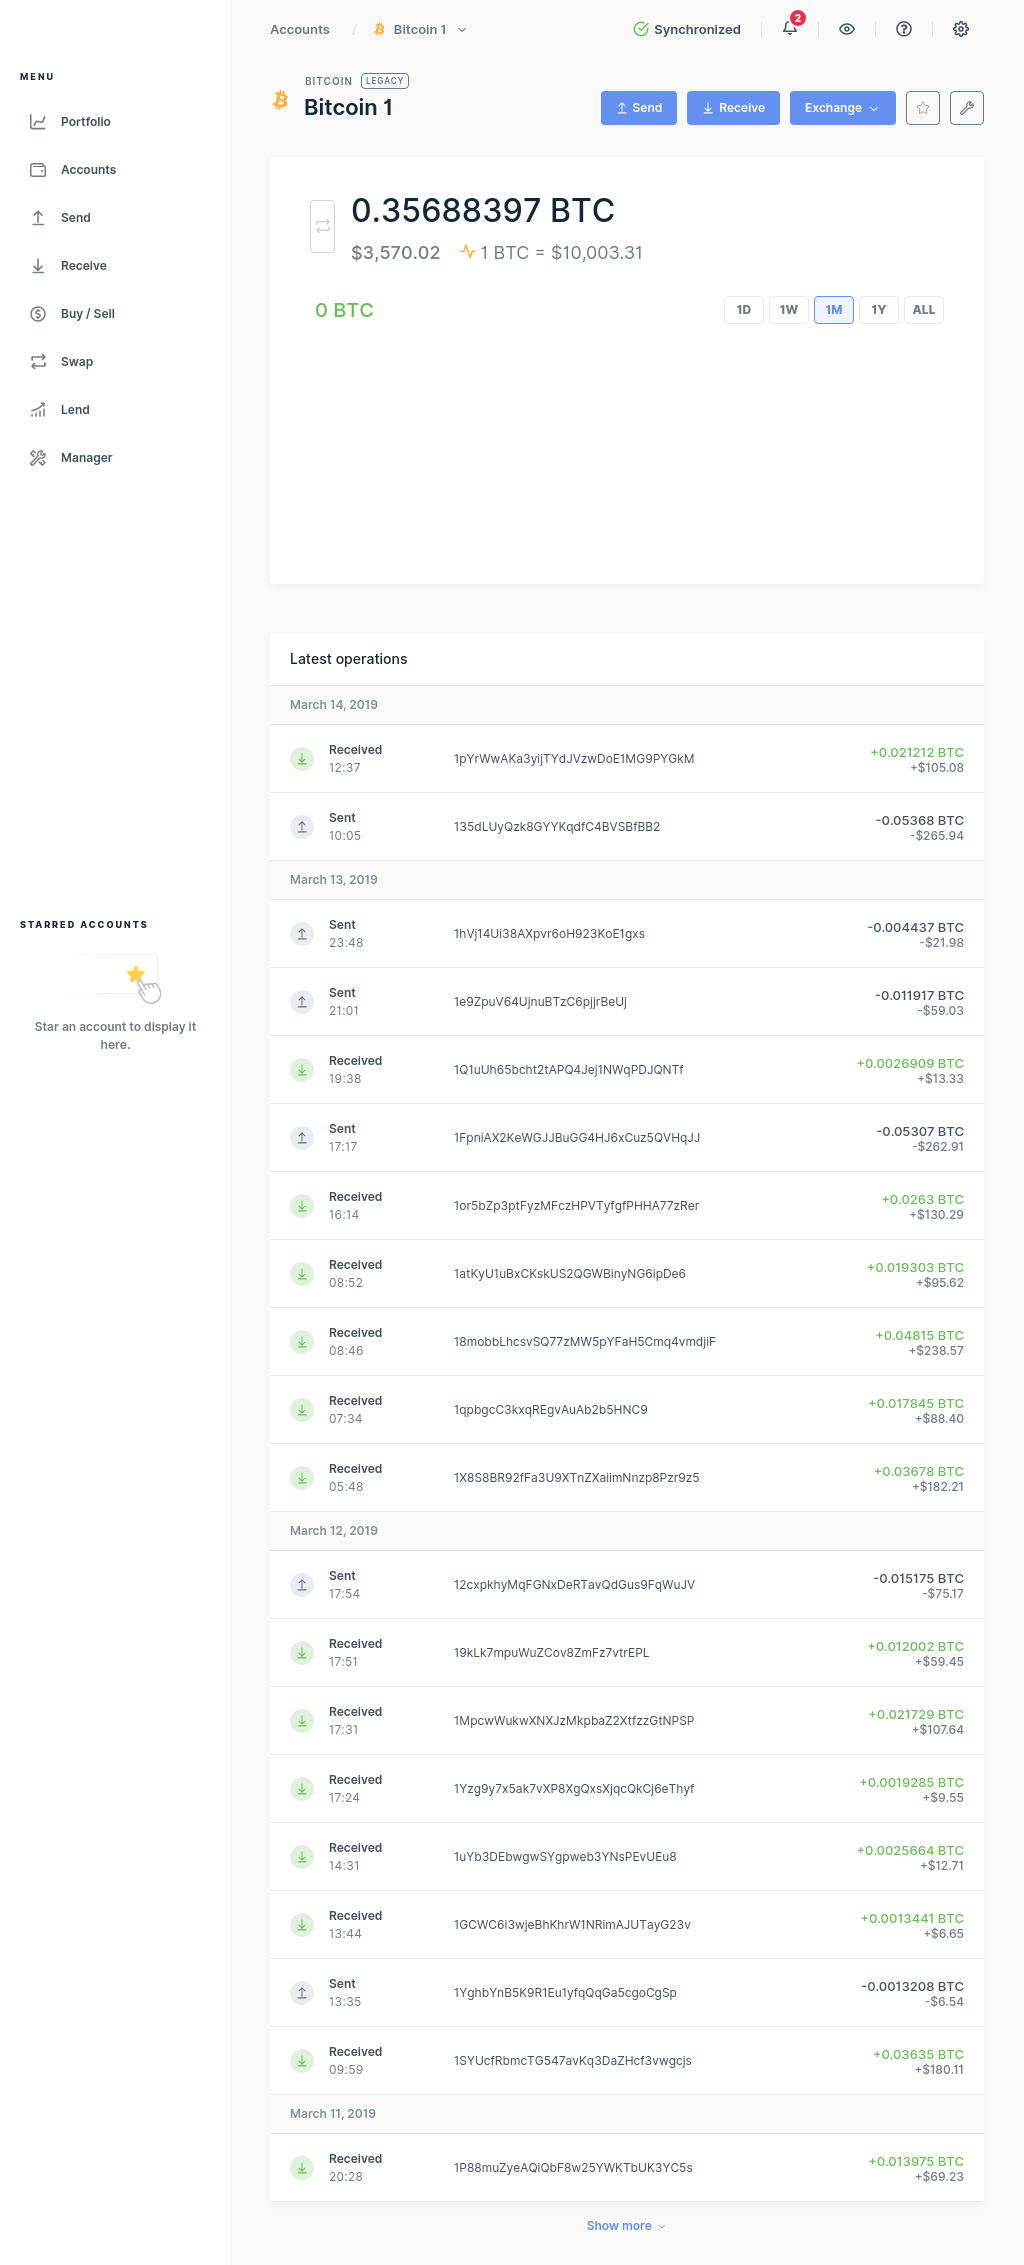 Accounts / Bitcoin 1
Synchronized
2
MENU
Portfolio
Accounts
Send
Receive
Buy / Sell
Swap
Lend
Manager
STARRED ACCOUNTS
Star an account to display it
here.
BITCOIN LEGACY
Bitcoin 1
Send
Receive
Exchange
0.35688397 BTC
$3,570.02 1 BTC = $10,003.31
0 BTC
1D 1W 1M 1Y ALL
Latest operations
March 14, 2019
Received
12:37
1pYrWwAKa3yijTYdJVzwDoE1MG9PYGkM
+0.021212 BTC
+$105.08
Sent
10:05
135dLUyQzk8GYYKqdfC4BVSBfBB2
-0.05368 BTC
-$265.94
March 13, 2019
Sent
23:48
1hVj14Ui38AXpvr6oH923KoE1gxs
-0.004437 BTC
-$21.98
Sent
21:01
1e9ZpuV64UjnuBTzC6pjjrBeUj
-0.011917 BTC
-$59.03
Received
19:38
1Q1uUh65bcht2tAPQ4Jej1NWqPDJQNTf
+0.0026909 BTC
+$13.33
Sent
17:17
1FpniAX2KeWGJJBuGG4HJ6xCuz5QVHqJJ
-0.05307 BTC
-$262.91
Received
16:14
1or5bZp3ptFyzMFczHPVTyfgfPHHA77zRer
+0.0263 BTC
+$130.29
Received
08:52
1atKyU1uBxCKskUS2QGWBinyNG6ipDe6
+0.019303 BTC
+$95.62
Received
08:46
18mobbLhcsvSQ77zMW5pYFaH5Cmq4vmdjiF
+0.04815 BTC
+$238.57
Received
07:34
1qpbgcC3kxqREgvAuAb2b5HNC9
+0.017845 BTC
+$88.40
Received
05:48
1X8S8BR92fFa3U9XTnZXaiimNnzp8Pzr9z5
+0.03678 BTC
+$182.21
March 12, 2019
Sent
17:54
12cxpkhyMqFGNxDeRTavQdGus9FqWuJV
-0.015175 BTC
-$75.17
Received
17:51
19kLk7mpuWuZCov8ZmFz7vtrEPL
+0.012002 BTC
+$59.45
Received
17:31
1MpcwWukwXNXJzMkpbaZ2XtfzzGtNPSP
+0.021729 BTC
+$107.64
Received
17:24
1Yzg9y7x5ak7vXP8XgQxsXjqcQkCj6eThyf
+0.0019285 BTC
+$9.55
Received
14:31
1uYb3DEbwgwSYgpweb3YNsPEvUEu8
+0.0025664 BTC
+$12.71
Received
13:44
1GCWC6i3wjeBhKhrW1NRimAJUTayG23v
+0.0013441 BTC
+$6.65
Sent
13:35
1YghbYnB5K9R1Eu1yfqQqGa5cgoCgSp
-0.0013208 BTC
-$6.54
Received
09:59
1SYUcfRbmcTG547avKq3DaZHcf3vwgcjs
+0.03635 BTC
+$180.11
March 11, 2019
Received
20:28
1P88muZyeAQiQbF8w25YWKTbUK3YC5s
+0.013975 BTC
+$69.23
Show more